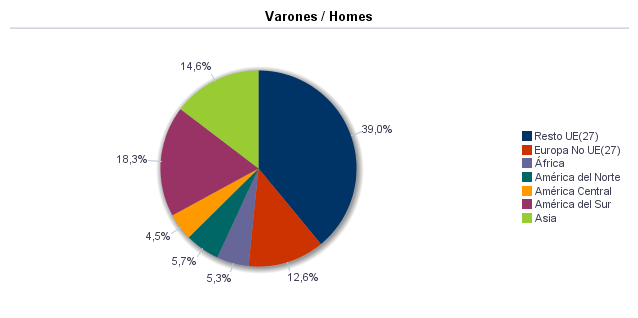 Varones / Homes
14,6%
39,0%
18,3%
4,5%
5,7%
5,3%
12,6%
Resto UE(27)
Europa No UE(27)
África
América del Norte
América Central
América del Sur
Asia